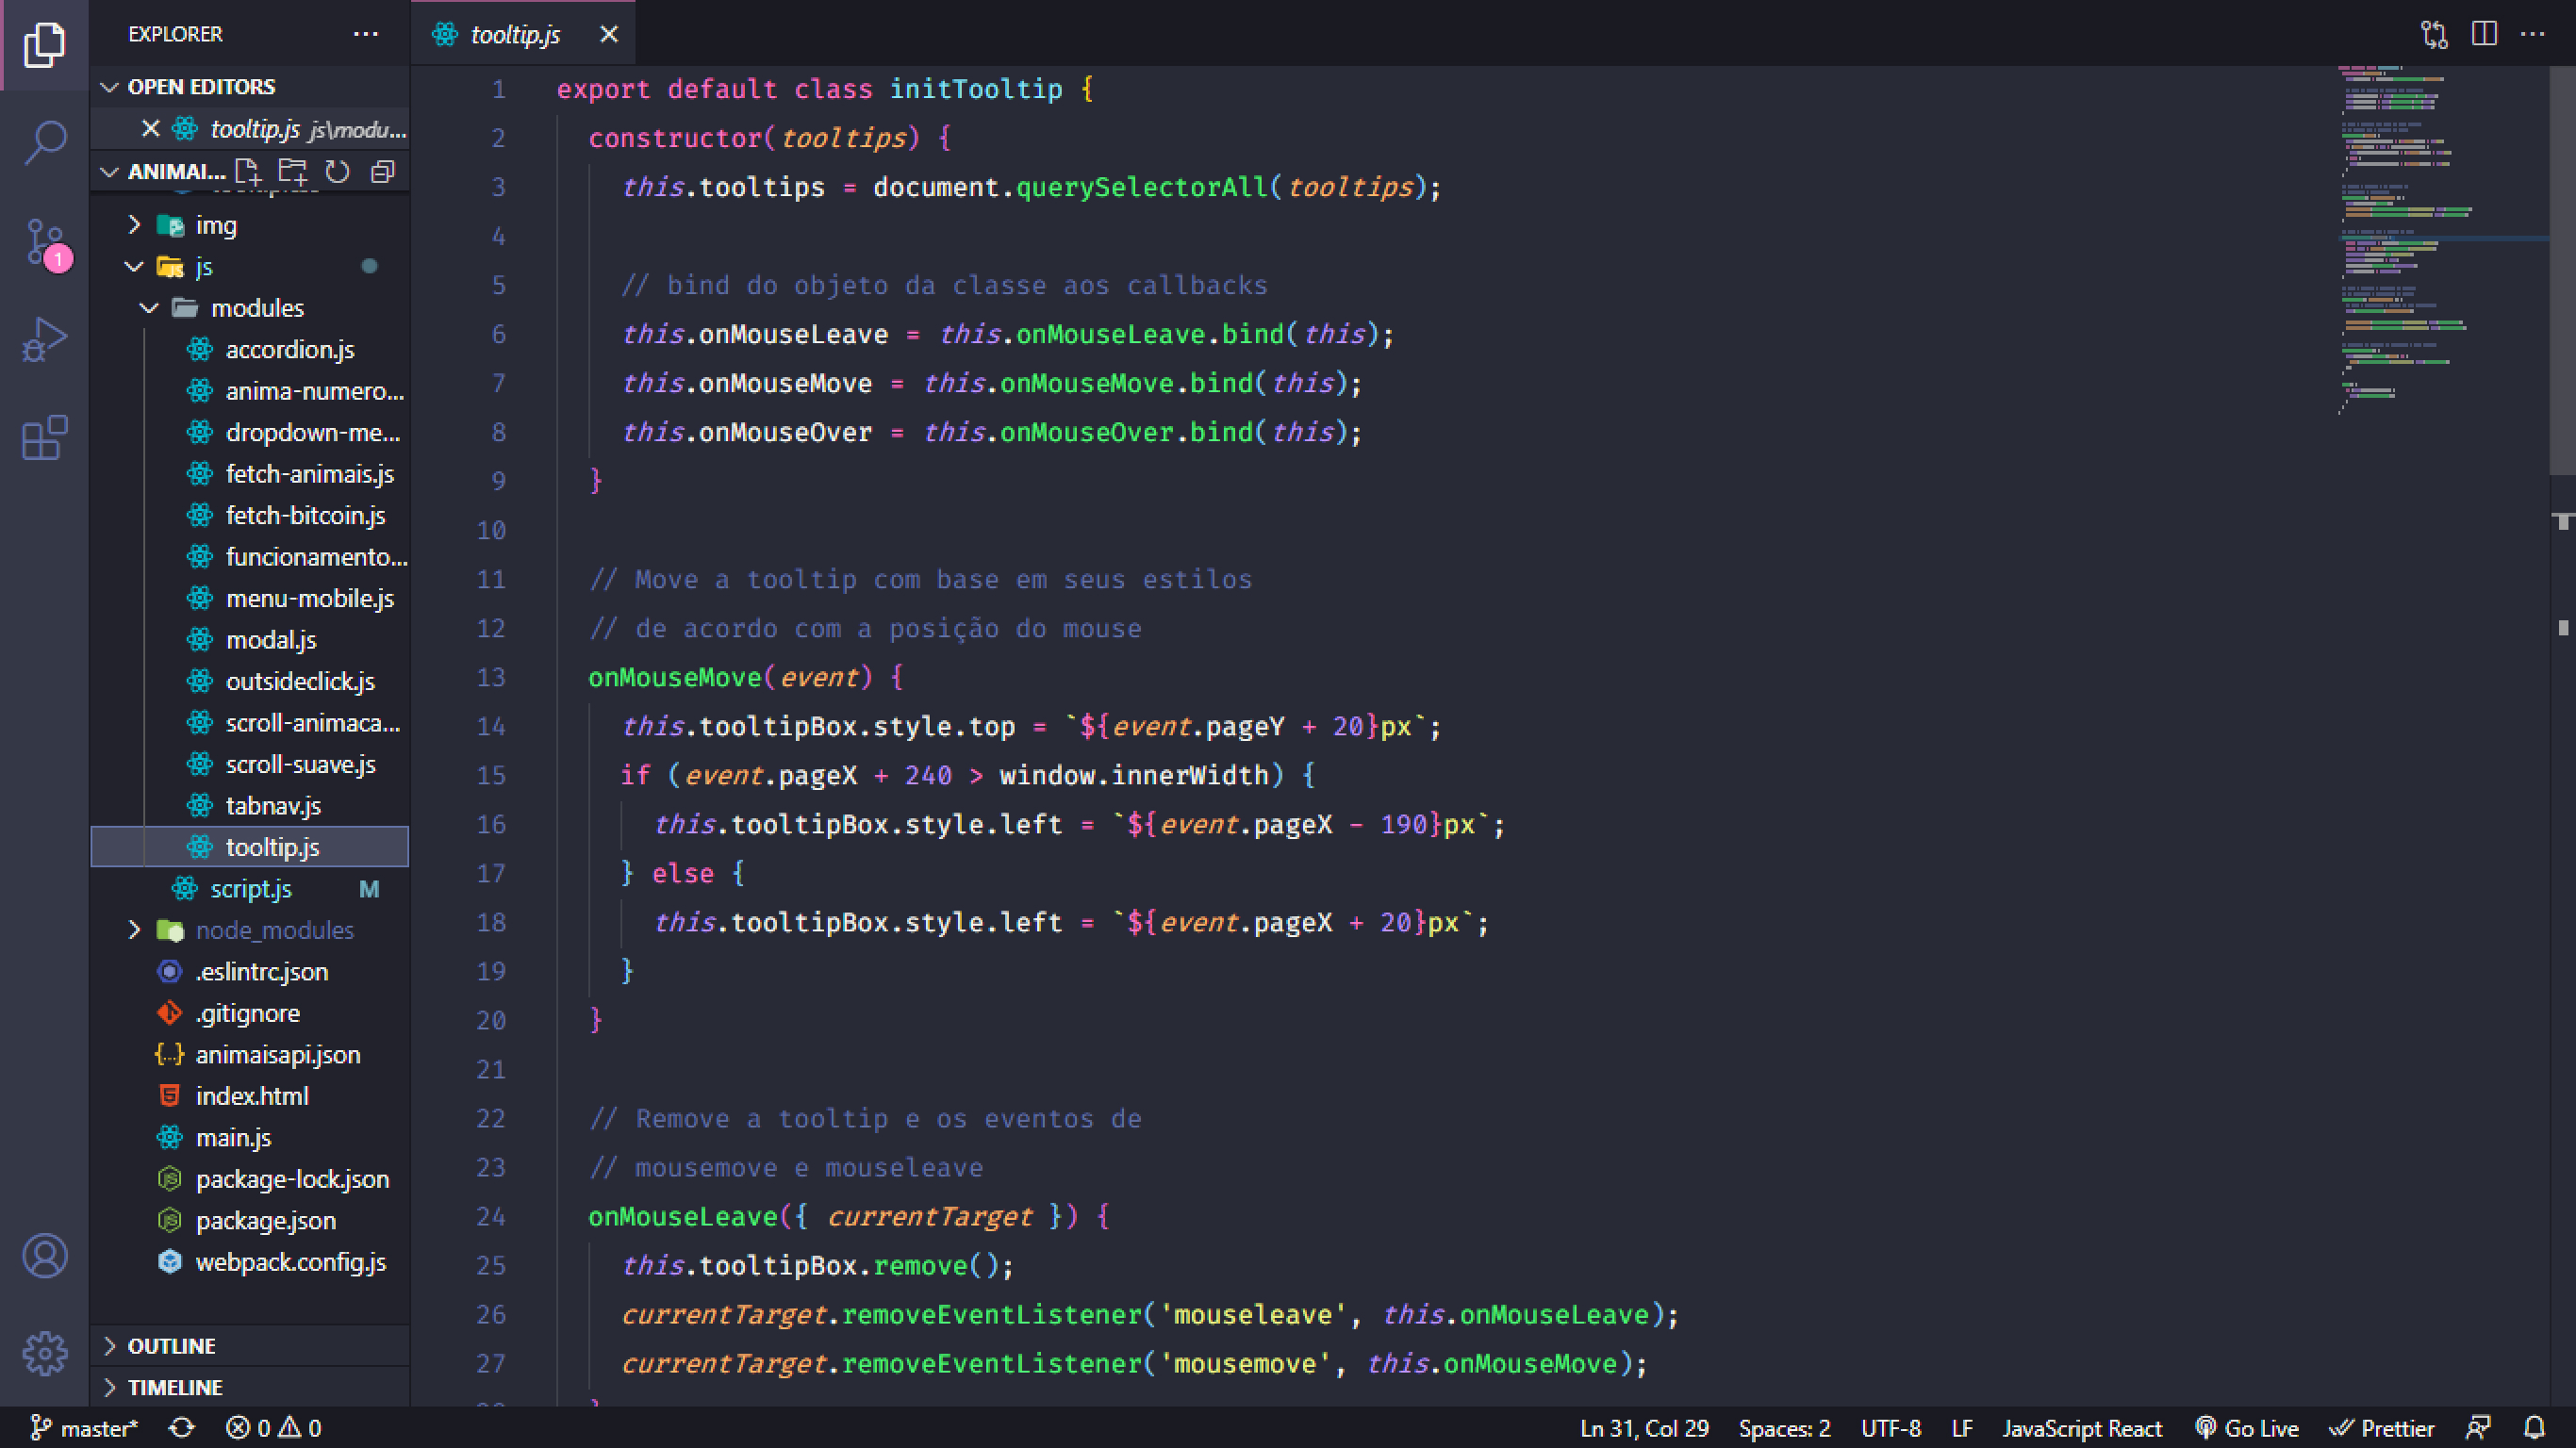 EXPLORER
OPEN EDITORS
tooltip.js js\modu...
ANIMAI...
img
js
modules
accordion.js
anima-numero...
dropdown-me...
fetch-animais.js
fetch-bitcoin.js
funcionamento...
menu-mobile.js
modal.js
outsideclick.js
scroll-animaca...
scroll-suave.js
tabnav.js
tooltip.js
script.js M
node_modules
.eslintrc.json
.gitignore
animaisapi.json
index.html
main.js
package-lock.json
package.json
webpack.config.js
OUTLINE
TIMELINE
1
tooltip.js
1 export default class initTooltip {
2 constructor(tooltips) {
3 this.tooltips = document.querySelectorAll(tooltips);
4
5 // bind do objeto da classe aos callbacks
6 this.onMouseLeave = this.onMouseLeave.bind(this);
7 this.onMouseMove = this.onMouseMove.bind(this);
8 this.onMouseOver = this.onMouseOver.bind(this);
9 }
10
11 // Move a tooltip com base em seus estilos
12 // de acordo com a posição do mouse
13 onMouseMove(event) {
14 this.tooltipBox.style.top = `${event.pageY + 20}px`;
15 if (event.pageX + 240 > window.innerWidth) {
16 this.tooltipBox.style.left = `${event.pageX - 190}px`;
17 } else {
18 this.tooltipBox.style.left = `${event.pageX + 20}px`;
19 }
20 }
21
22 // Remove a tooltip e os eventos de
23 // mousemove e mouseleave
24 onMouseLeave({ currentTarget }) {
25 this.tooltipBox.remove();
26 currentTarget.removeEventListener('mouseleave', this.onMouseLeave);
27 currentTarget.removeEventListener('mousemove', this.onMouseMove);
master* 0 0 Ln 31, Col 29 Spaces: 2 UTF-8 LF JavaScript React Go Live Prettier